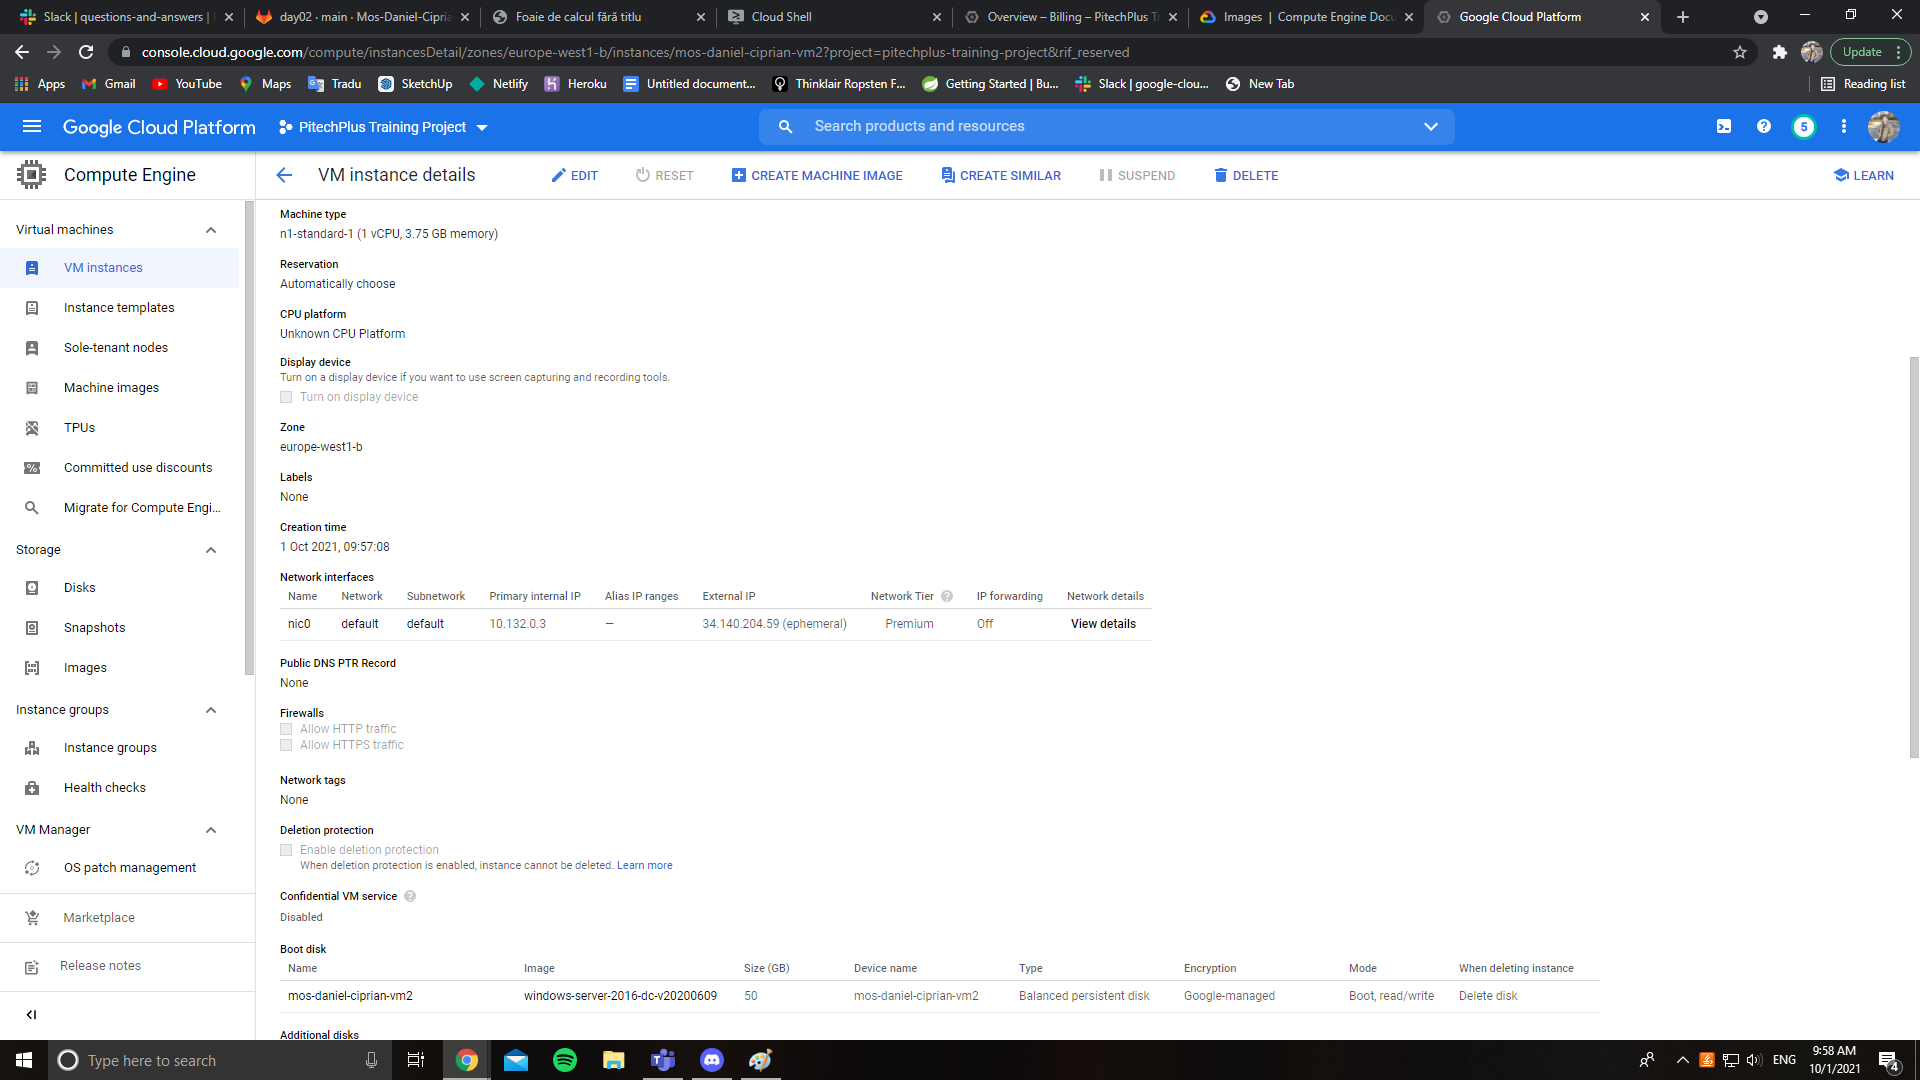 Slack | questions-and-answers |
day02 · main · Mos-Daniel-Cipria
Foaie de calcul fără titlu
Cloud Shell
Overview – Billing – PitechPlus T
Images | Compute Engine Docu
Google Cloud Platform
console.cloud.google.com/compute/instancesDetail/zones/europe-west1-b/instances/mos-daniel-ciprian-vm2?project=pitechplus-training-project&rif_reserved
Update
Apps
Gmail
YouTube
Maps
Tradu
SketchUp
Netlify
Heroku
Untitled document...
Thinklair Ropsten F...
Getting Started | Bu...
Slack | google-clou...
New Tab
Reading list
Google Cloud Platform
PitechPlus Training Project
Search products and resources
5
Compute Engine
VM instance details
EDIT
RESET
CREATE MACHINE IMAGE
CREATE SIMILAR
SUSPEND
DELETE
LEARN
Virtual machines
VM instances
Instance templates
Sole-tenant nodes
Machine images
TPUs
Committed use discounts
Migrate for Compute Engi...
Storage
Disks
Snapshots
Images
Instance groups
Instance groups
Health checks
VM Manager
OS patch management
Marketplace
Release notes
Machine type
n1-standard-1 (1 vCPU, 3.75 GB memory)
Reservation
Automatically choose
CPU platform
Unknown CPU Platform
Display device
Turn on a display device if you want to use screen capturing and recording tools.
Turn on display device
Zone
europe-west1-b
Labels
None
Creation time
1 Oct 2021, 09:57:08
Network interfaces
Name Network Subnetwork Primary internal IP Alias IP ranges External IP Network Tier IP forwarding Network details
nic0 default default 10.132.0.3 — 34.140.204.59 (ephemeral) Premium Off View details
Public DNS PTR Record
None
Firewalls
Allow HTTP traffic
Allow HTTPS traffic
Network tags
None
Deletion protection
Enable deletion protection
When deletion protection is enabled, instance cannot be deleted. Learn more
Confidential VM service
Disabled
Boot disk
Name Image Size (GB) Device name Type Encryption Mode When deleting instance
mos-daniel-ciprian-vm2 windows-server-2016-dc-v20200609 50 mos-daniel-ciprian-vm2 Balanced persistent disk Google-managed Boot, read/write Delete disk
Additional disks
Type here to search
ENG
9:58 AM
10/1/2021
4